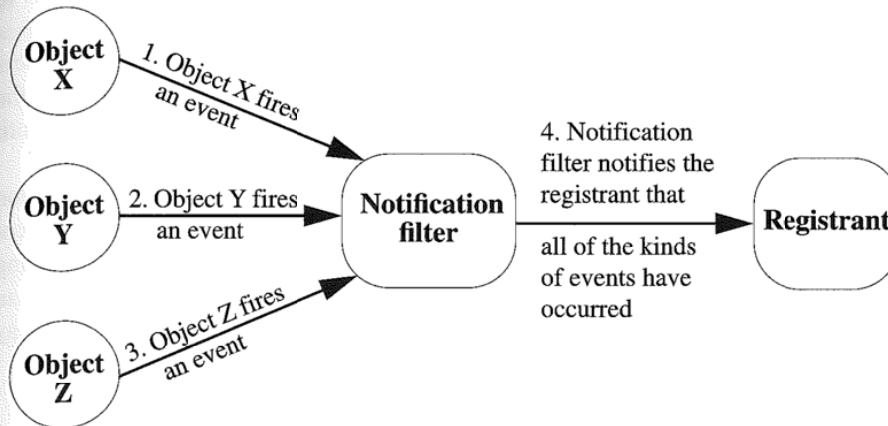 Object
X
1. Object X fires
an event
Object
Y
2. Object Y fires
an event
Object
Z
3. Object Z fires
an event
Notification
filter
4. Notification
filter notifies the
registrant that
all of the kinds
of events have
occurred
Registrant